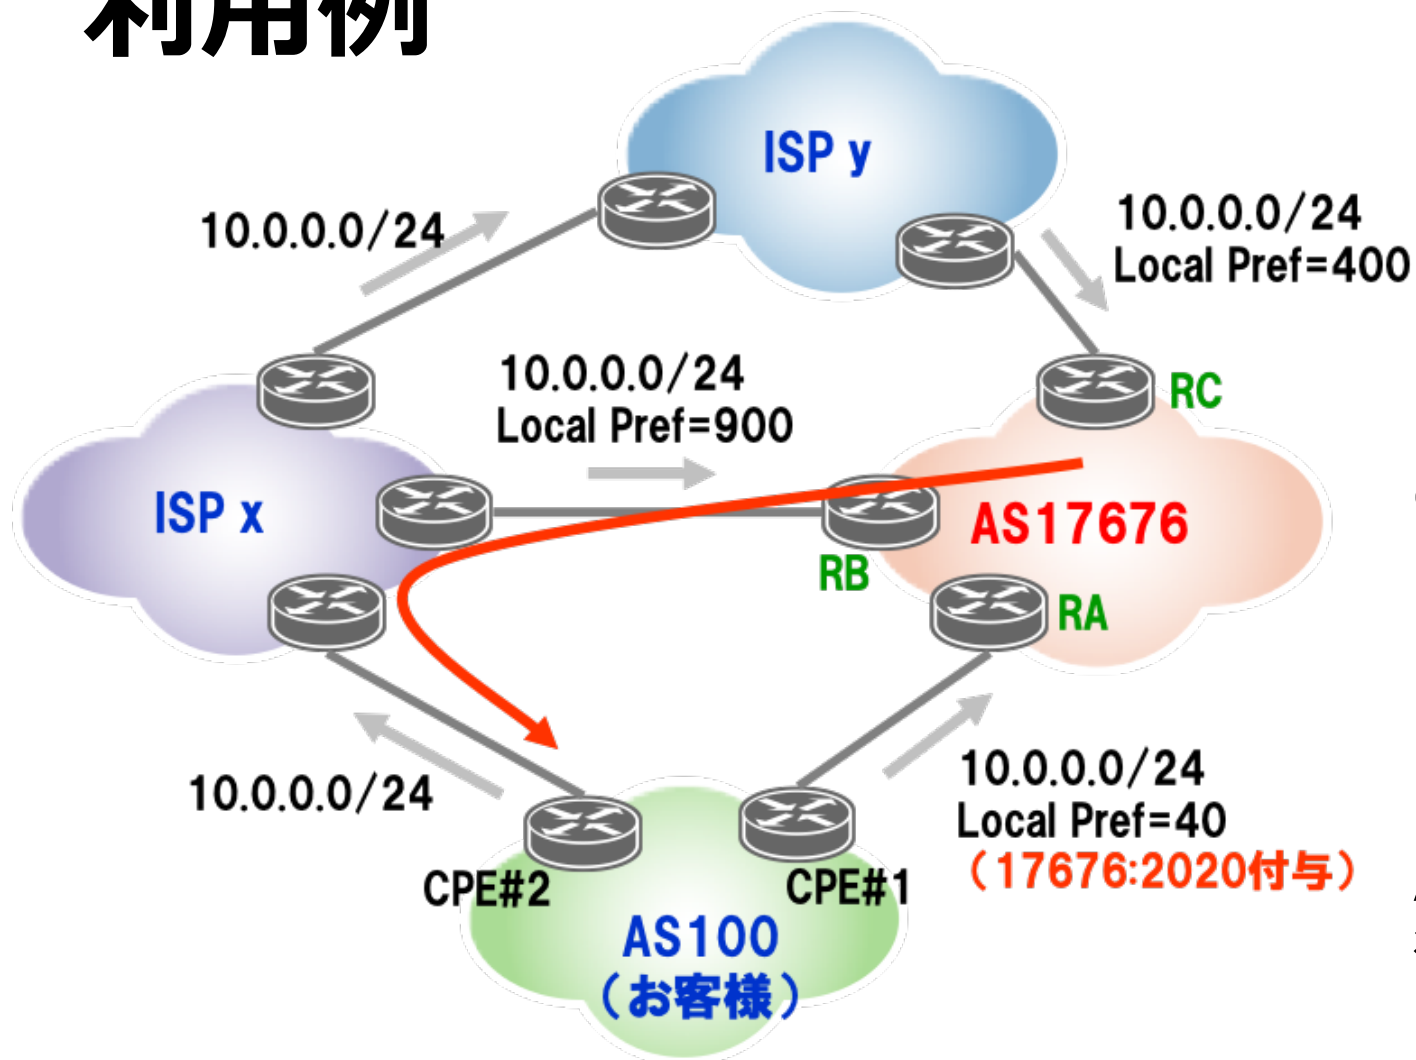 利用例
ISP y
10.0.0.0/24
10.0.0.0/24
Local Pref=400
10.0.0.0/24
Local Pref=900
RC
ISP x
AS17676
RB
RA
10.0.0.0/24
10.0.0.0/24
Local Pref=40
（17676:2020付与）
CPE#2
CPE#1
AS100
（お客様）